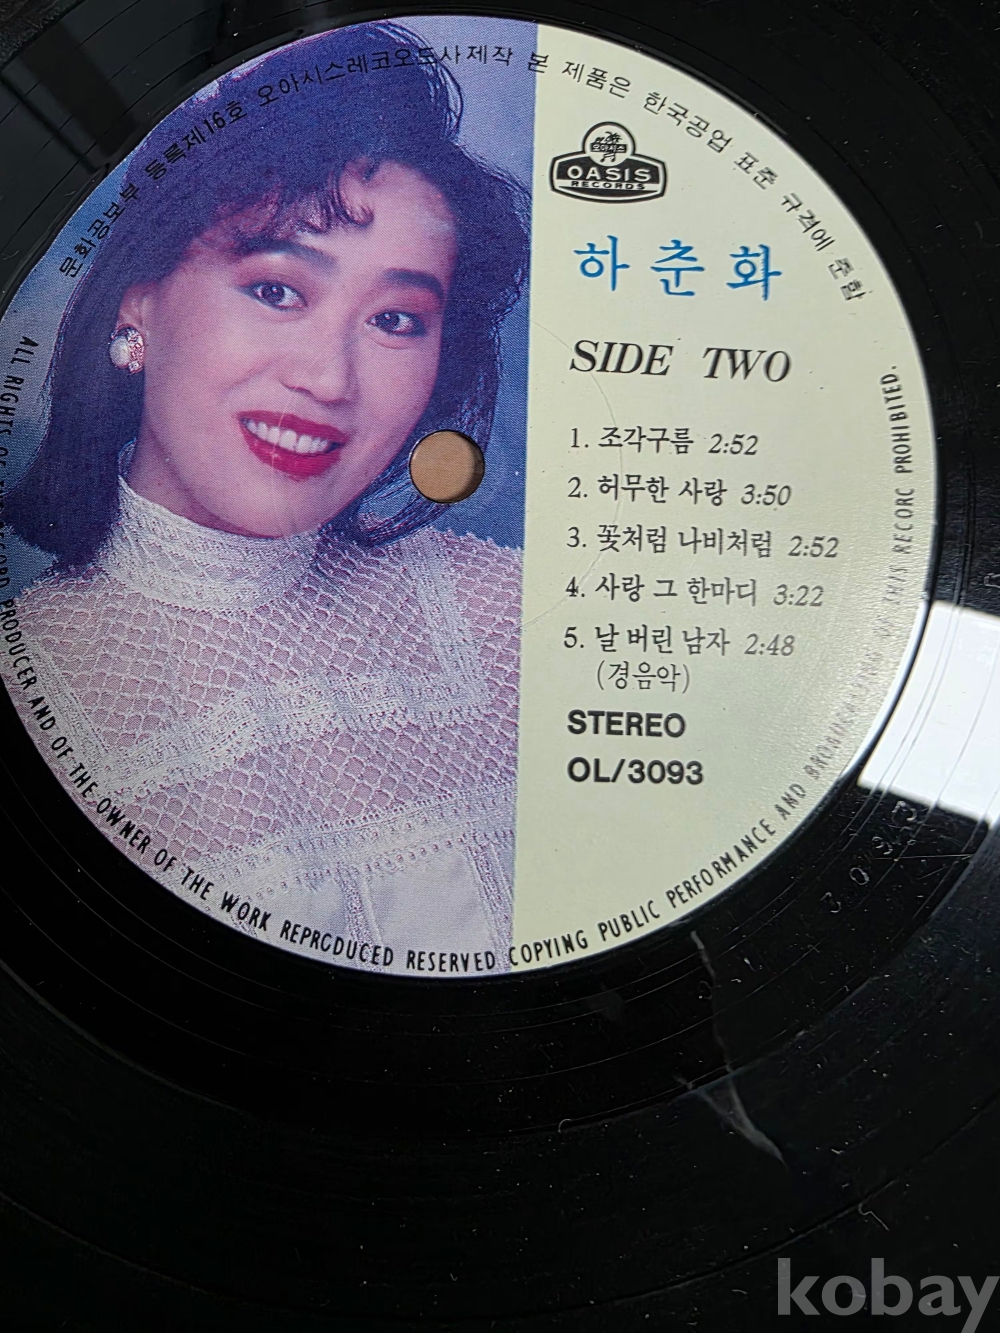 문화공보부 등록제16호 오아시스레코오드사제작 본 제품은 한국공업 표준 규격에 준함
오아시스
OASIS
RECORDS
하춘화
SIDE TWO
1. 조각구름 2:52
2. 허무한 사랑 3:50
3. 꽃처럼 나비처럼 2:52
4. 사랑 그 한마디 3:22
5. 날 버린 남자 2:48
(경음악)
STEREO
OL/3093
ALL RIGHTS OF THE RECORD PRODUCER AND OF THE OWNER OF THE WORK REPRODUCED RESERVED COPYING PUBLIC PERFORMANCE AND BROADCASTING OF THIS RECORC PROHIBITED.
kobay